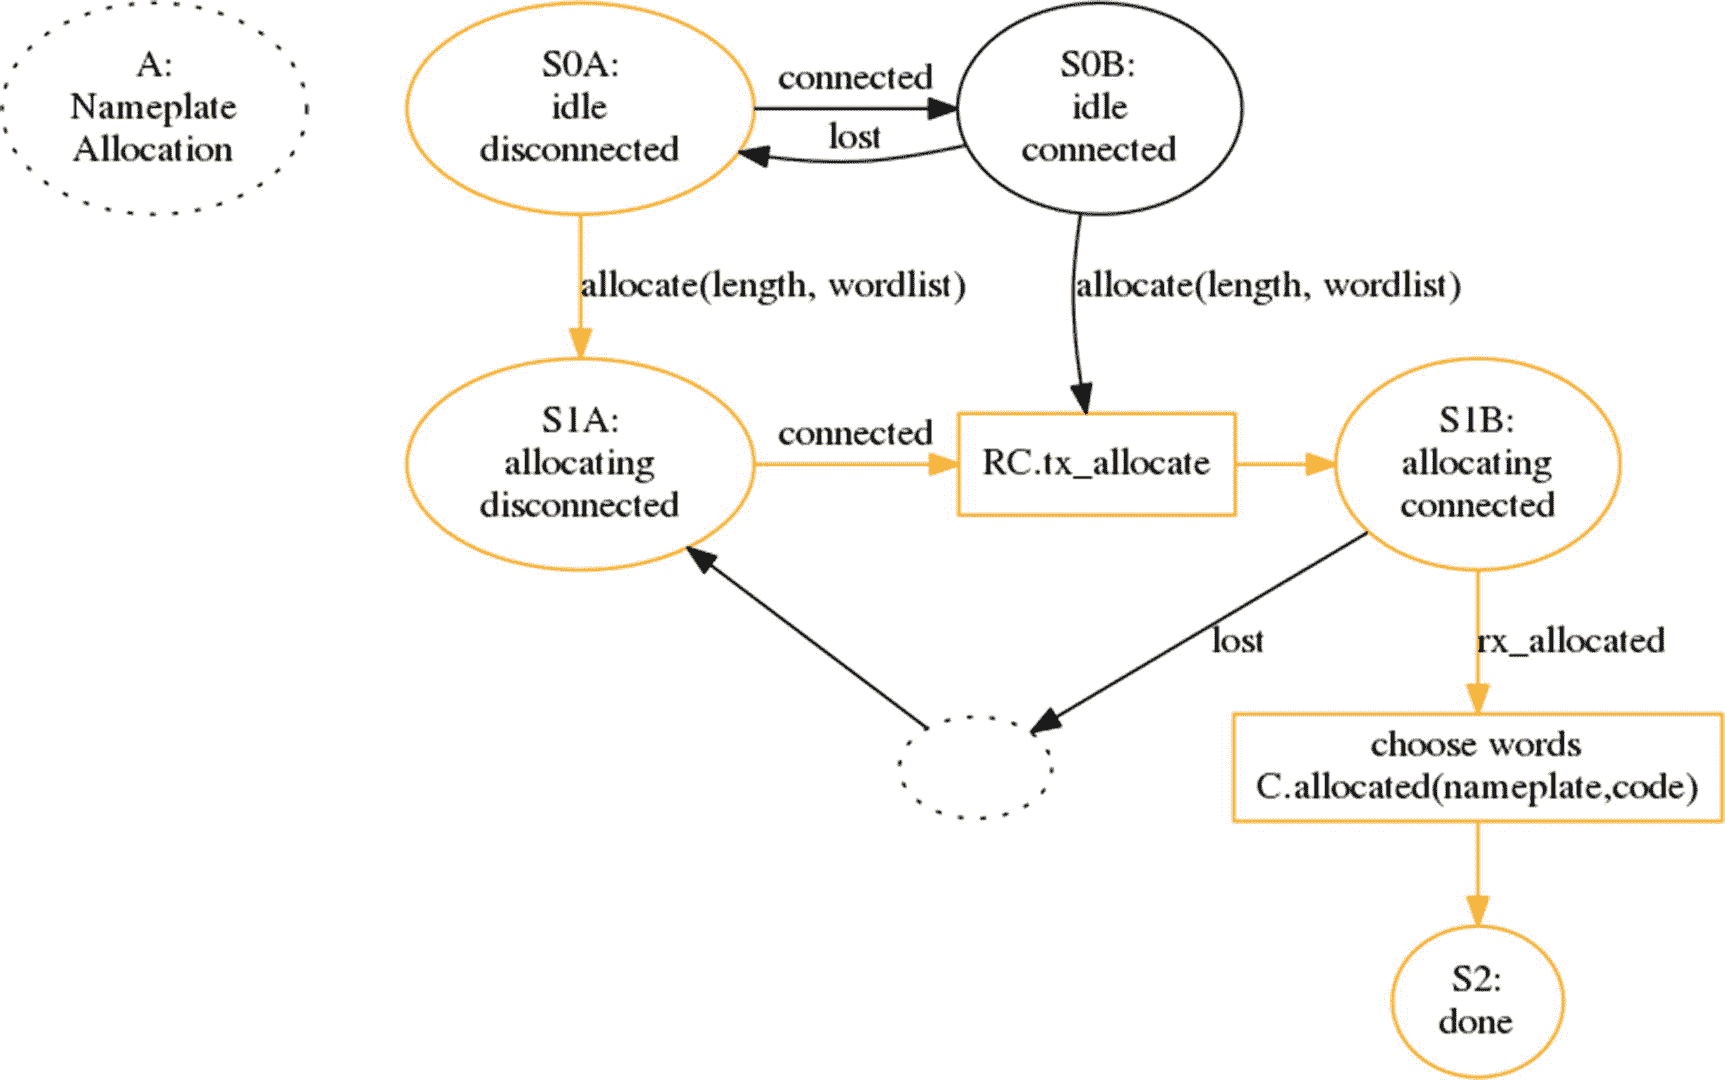 A:
Nameplate
Allocation
S0A:
idle
disconnected
connected
lost
S0B:
idle
connected
allocate(length, wordlist)
allocate(length, wordlist)
S1A:
allocating
disconnected
connected
RC.tx_allocate
S1B:
allocating
connected
lost
rx_allocated
choose words
C.allocated(nameplate,code)
S2:
done